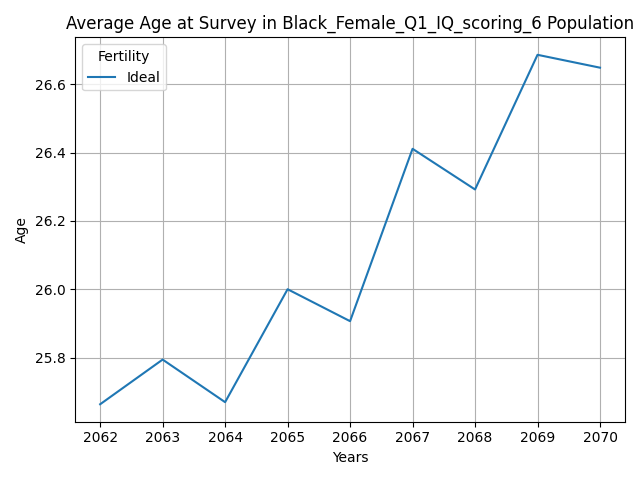 Average Age at Survey in Black_Female_Q1_IQ_scoring_6 Population
Fertility
Ideal
26.6
26.4
26.2
26.0
25.8
Age
2062 2063 2064 2065 2066 2067 2068 2069 2070
Years